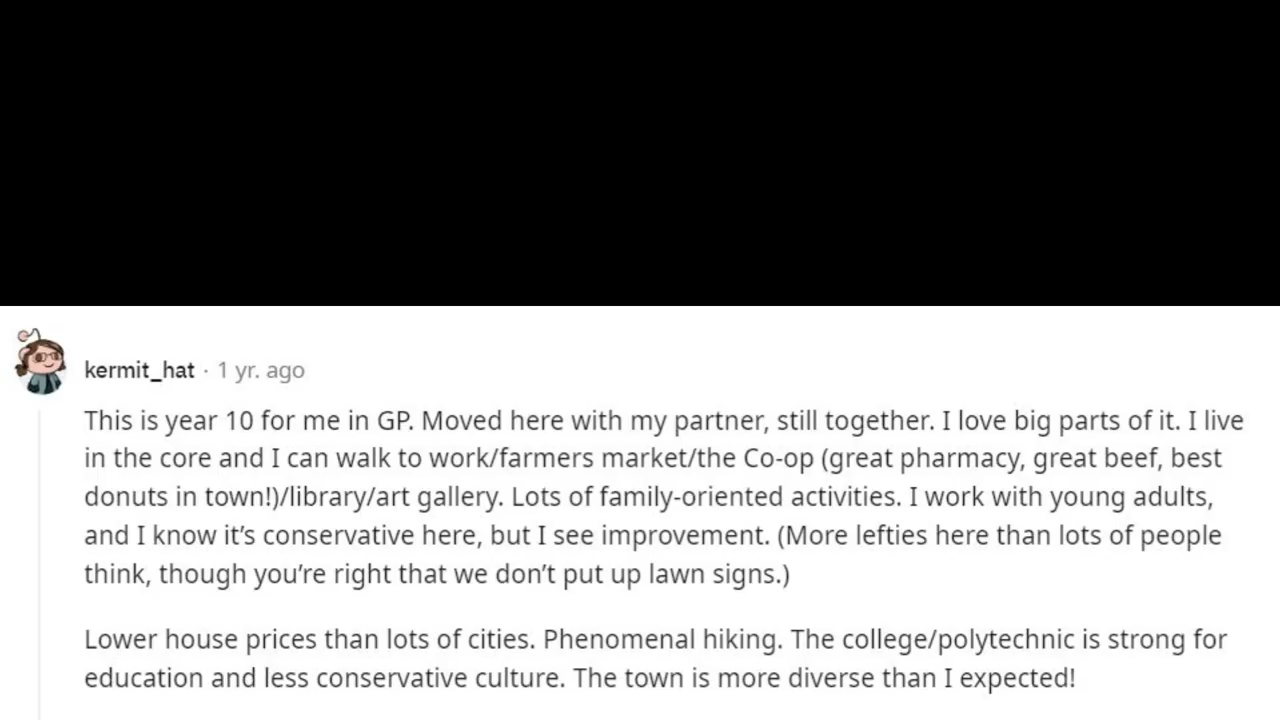 kermit_hat · 1 yr. ago
This is year 10 for me in GP. Moved here with my partner, still together. I love big parts of it. I live
in the core and I can walk to work/farmers market/the Co-op (great pharmacy, great beef, best
donuts in town!)/library/art gallery. Lots of family-oriented activities. I work with young adults,
and I know it’s conservative here, but I see improvement. (More lefties here than lots of people
think, though you’re right that we don’t put up lawn signs.)
Lower house prices than lots of cities. Phenomenal hiking. The college/polytechnic is strong for
education and less conservative culture. The town is more diverse than I expected!